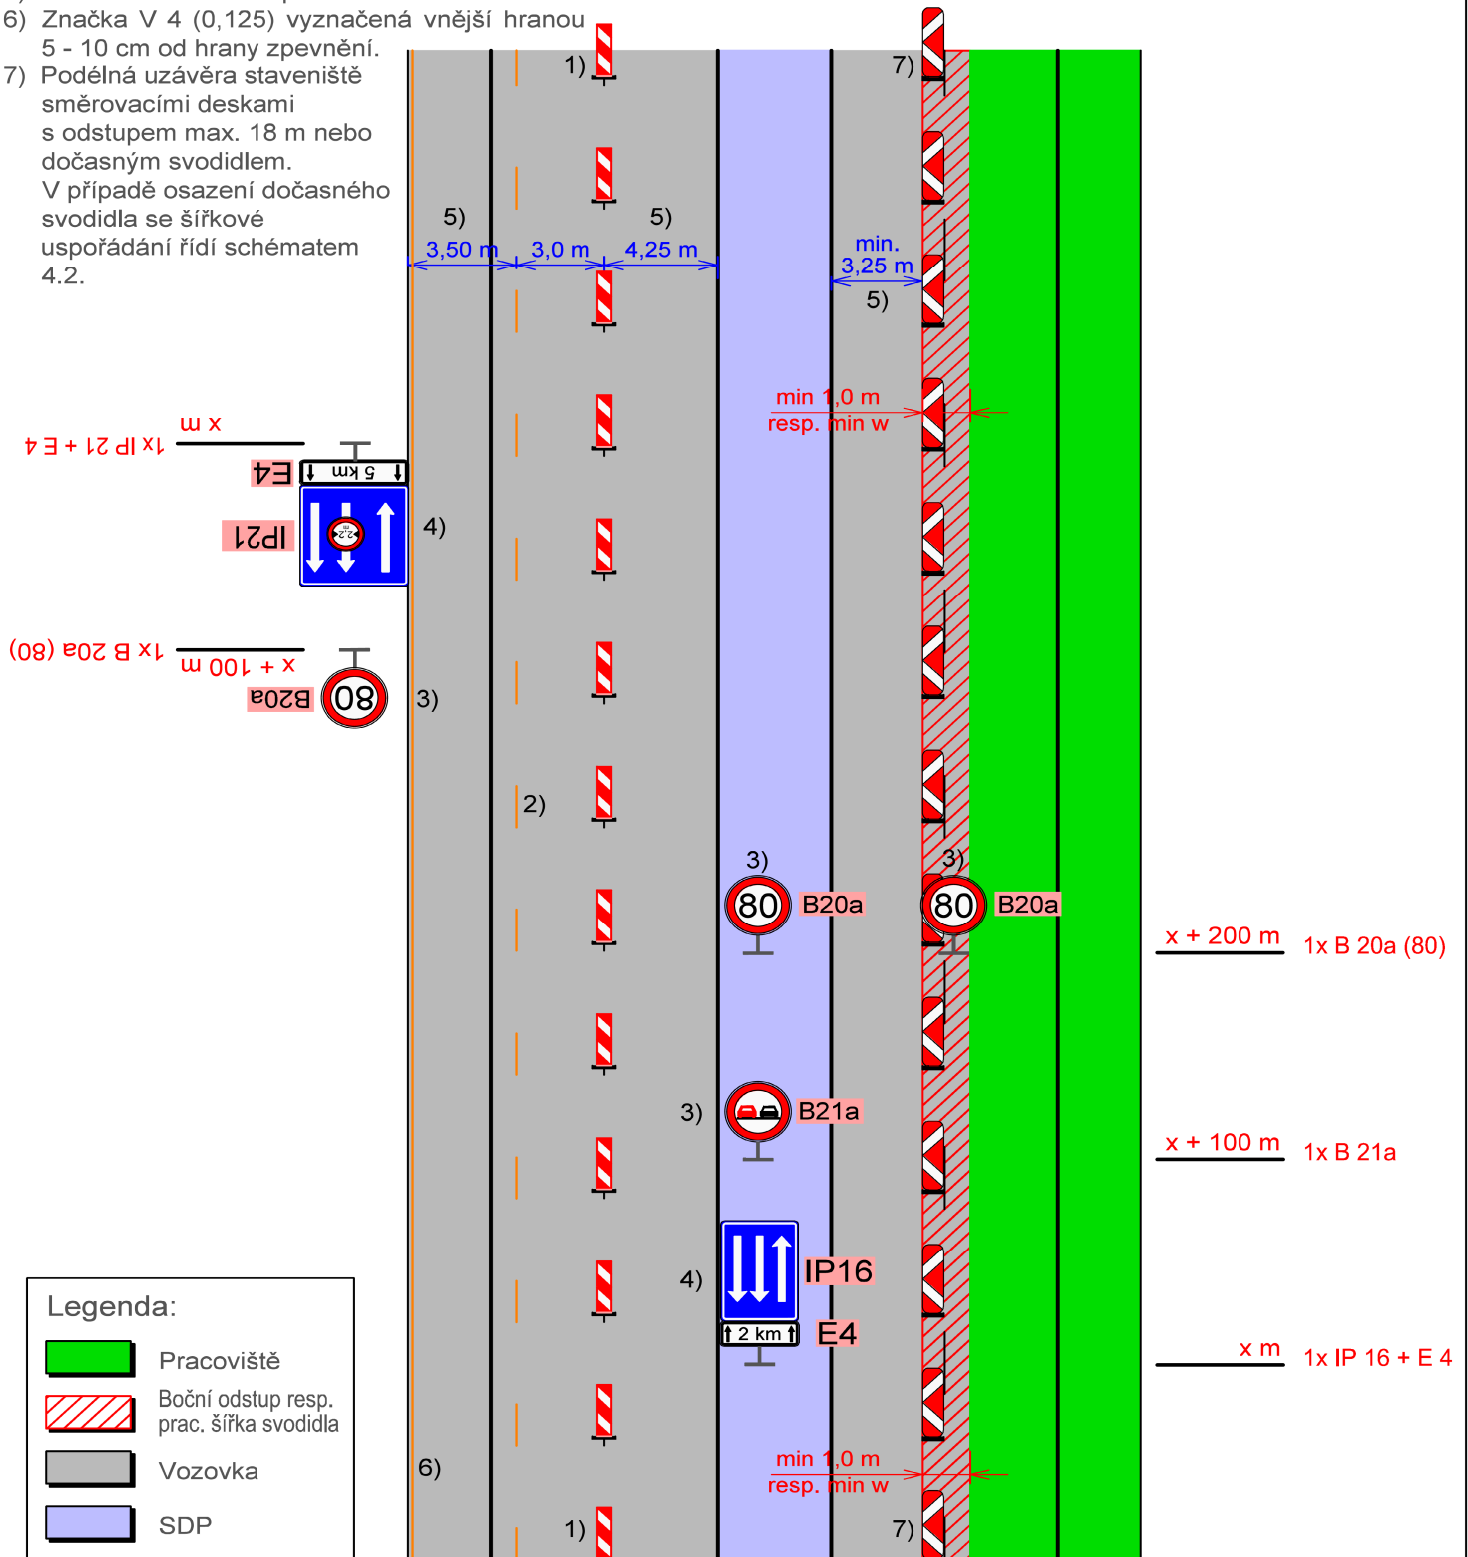 6) Značka V 4 (0,125) vyznačená vnější hranou
5 - 10 cm od hrany zpevnění.
7) Podélná uzávěra staveniště
směrovacími deskami
s odstupem max. 18 m nebo
dočasným svodidlem.
V případě osazení dočasného
svodidla se šířkové
uspořádání řídí schématem
4.2.
1)
7)
5)
5)
3,50 m
3,0 m
4,25 m
min.
3,25 m
5)
min 1,0 m
resp. min w
x m
1x IP 21 + E 4
E4
5 km
IP21
2,2
m
4)
1x B 20a (80)
x + 100 m
B20a
80
3)
2)
3)
80
B20a
3)
80
B20a
x + 200 m
1x B 20a (80)
3)
B21a
x + 100 m
1x B 21a
4)
IP16
2 km
E4
x m
1x IP 16 + E 4
Legenda:
Pracoviště
Boční odstup resp.
prac. šířka svodidla
Vozovka
SDP
6)
min 1,0 m
resp. min w
1)
7)